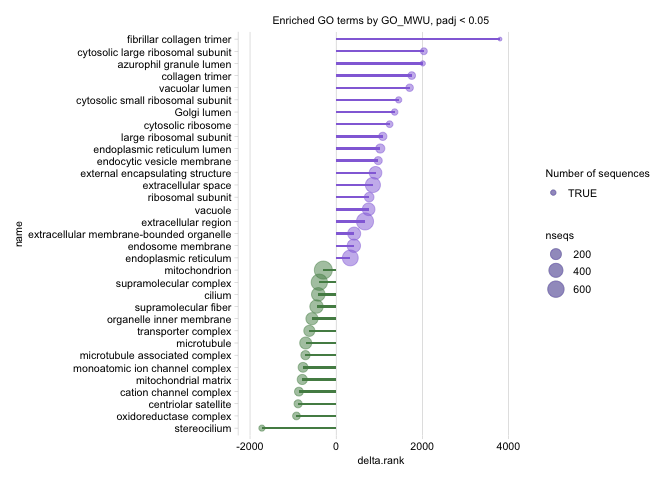 Enriched GO terms by GO_MWU, padj < 0.05
fibrillar collagen trimer
cytosolic large ribosomal subunit
azurophil granule lumen
collagen trimer
vacuolar lumen
cytosolic small ribosomal subunit
Golgi lumen
cytosolic ribosome
large ribosomal subunit
endoplasmic reticulum lumen
endocytic vesicle membrane
external encapsulating structure
extracellular space
ribosomal subunit
vacuole
extracellular region
extracellular membrane-bounded organelle
endosome membrane
endoplasmic reticulum
mitochondrion
supramolecular complex
cilium
supramolecular fiber
organelle inner membrane
transporter complex
microtubule
microtubule associated complex
monoatomic ion channel complex
mitochondrial matrix
cation channel complex
centriolar satellite
oxidoreductase complex
stereocilium
name
-2000 0 2000 4000
delta.rank
Number of sequences
TRUE
nseqs
200
400
600